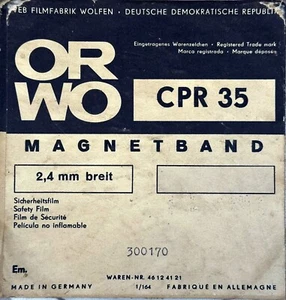 VEB FILMFABRIK WOLFEN · DEUTSCHE DEMOKRATISCHE REPUBLIK
Eingetragenes Warenzeichen · Registered Trade mark
Marca registrada · Marque déposée
OR
WO
CPR 35
MAGNETBAND
2,4 mm breit
Sicherheitsfilm
Safety Film
Film de Sécurité
Película no inflamable
300170
Em.
WAREN-NR. 46 12 41 21
MADE IN GERMANY 1/164 FABRIQUÉ EN ALLEMAGNE